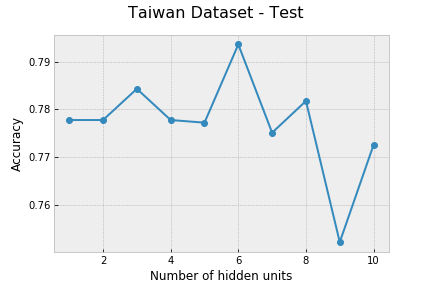 Taiwan Dataset - Test
0.79
0.78
0.77
0.76
Accuracy
2 4 6 8 10
Number of hidden units